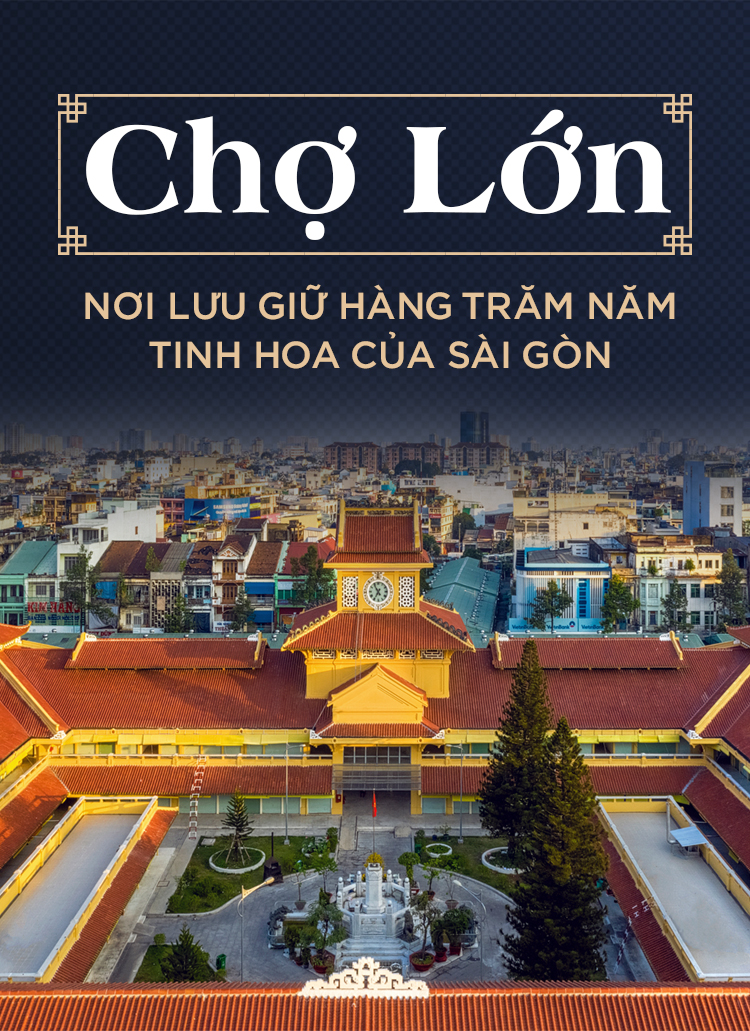 Chợ Lớn
NƠI LƯU GIỮ HÀNG TRĂM NĂM
TINH HOA CỦA SÀI GÒN